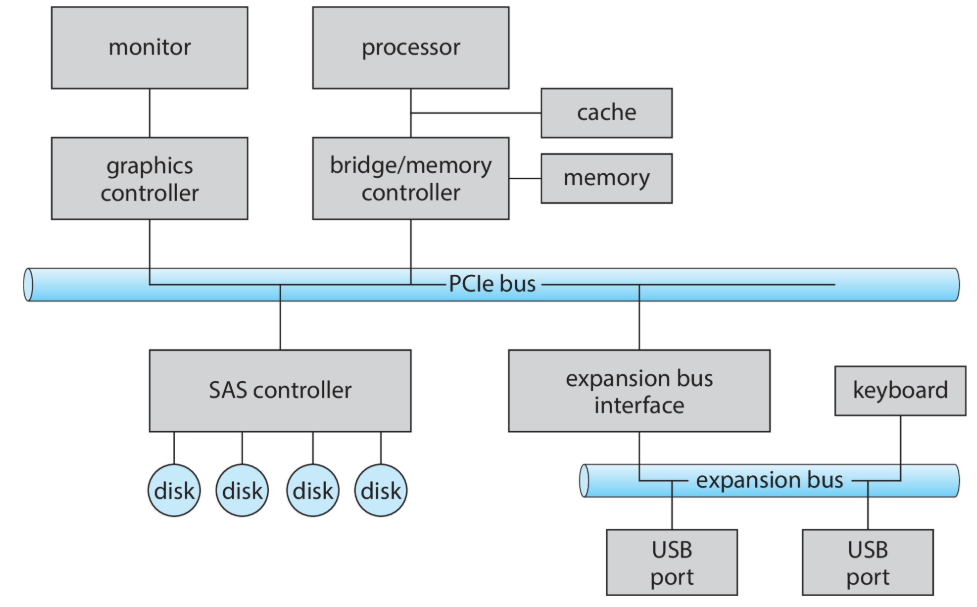 monitor
processor
cache
graphics
controller
bridge/memory
controller
memory
PCIe bus
SAS controller
expansion bus
interface
keyboard
disk
disk
disk
disk
expansion bus
USB
port
USB
port